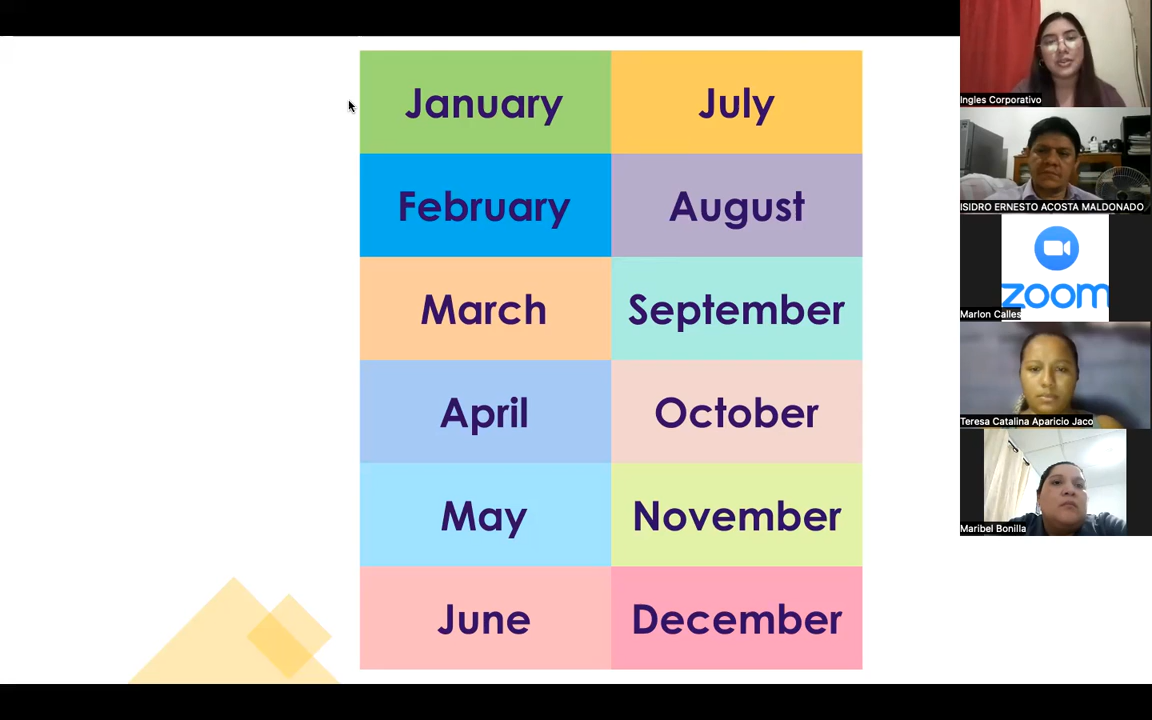 January July
February August
March September
April October
May November
June December
Ingles Corporativo
ISIDRO ERNESTO ACOSTA MALDONADO
zoom
Marlon Calles
Teresa Catalina Aparicio Jaco
Maribel Bonilla